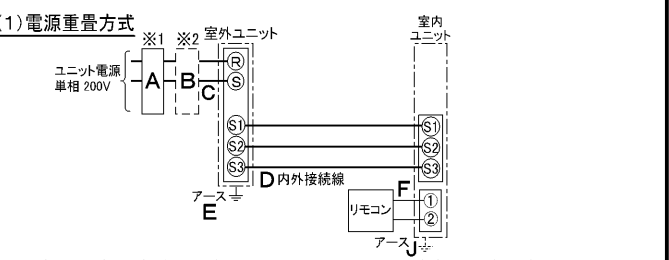 (1)電源重畳方式
※1 ※2 室外ユニット
室内
ユニット
ユニット電源
単相 200V
A B C
R
S
S1 S1
S2 S2
S3 S3
D 内外接続線
アース
E
リモコン
F
①
②
アース J